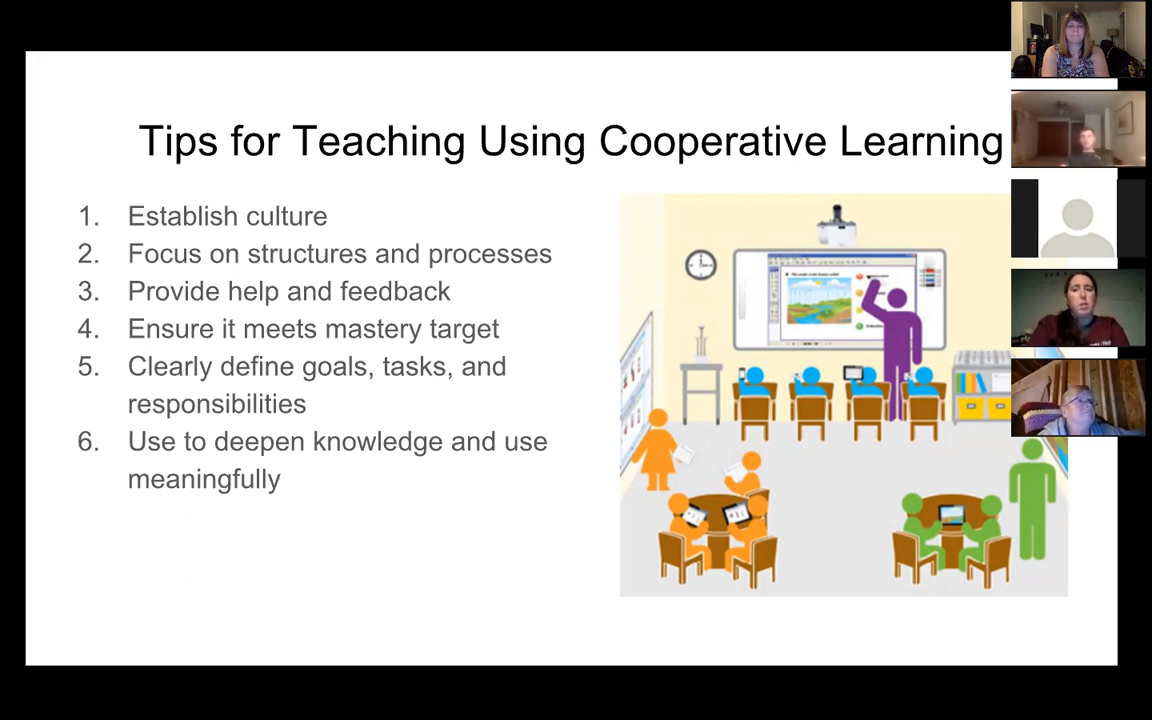 Tips for Teaching Using Cooperative Learning
1. Establish culture
2. Focus on structures and processes
3. Provide help and feedback
4. Ensure it meets mastery target
5. Clearly define goals, tasks, and
responsibilities
6. Use to deepen knowledge and use
meaningfully